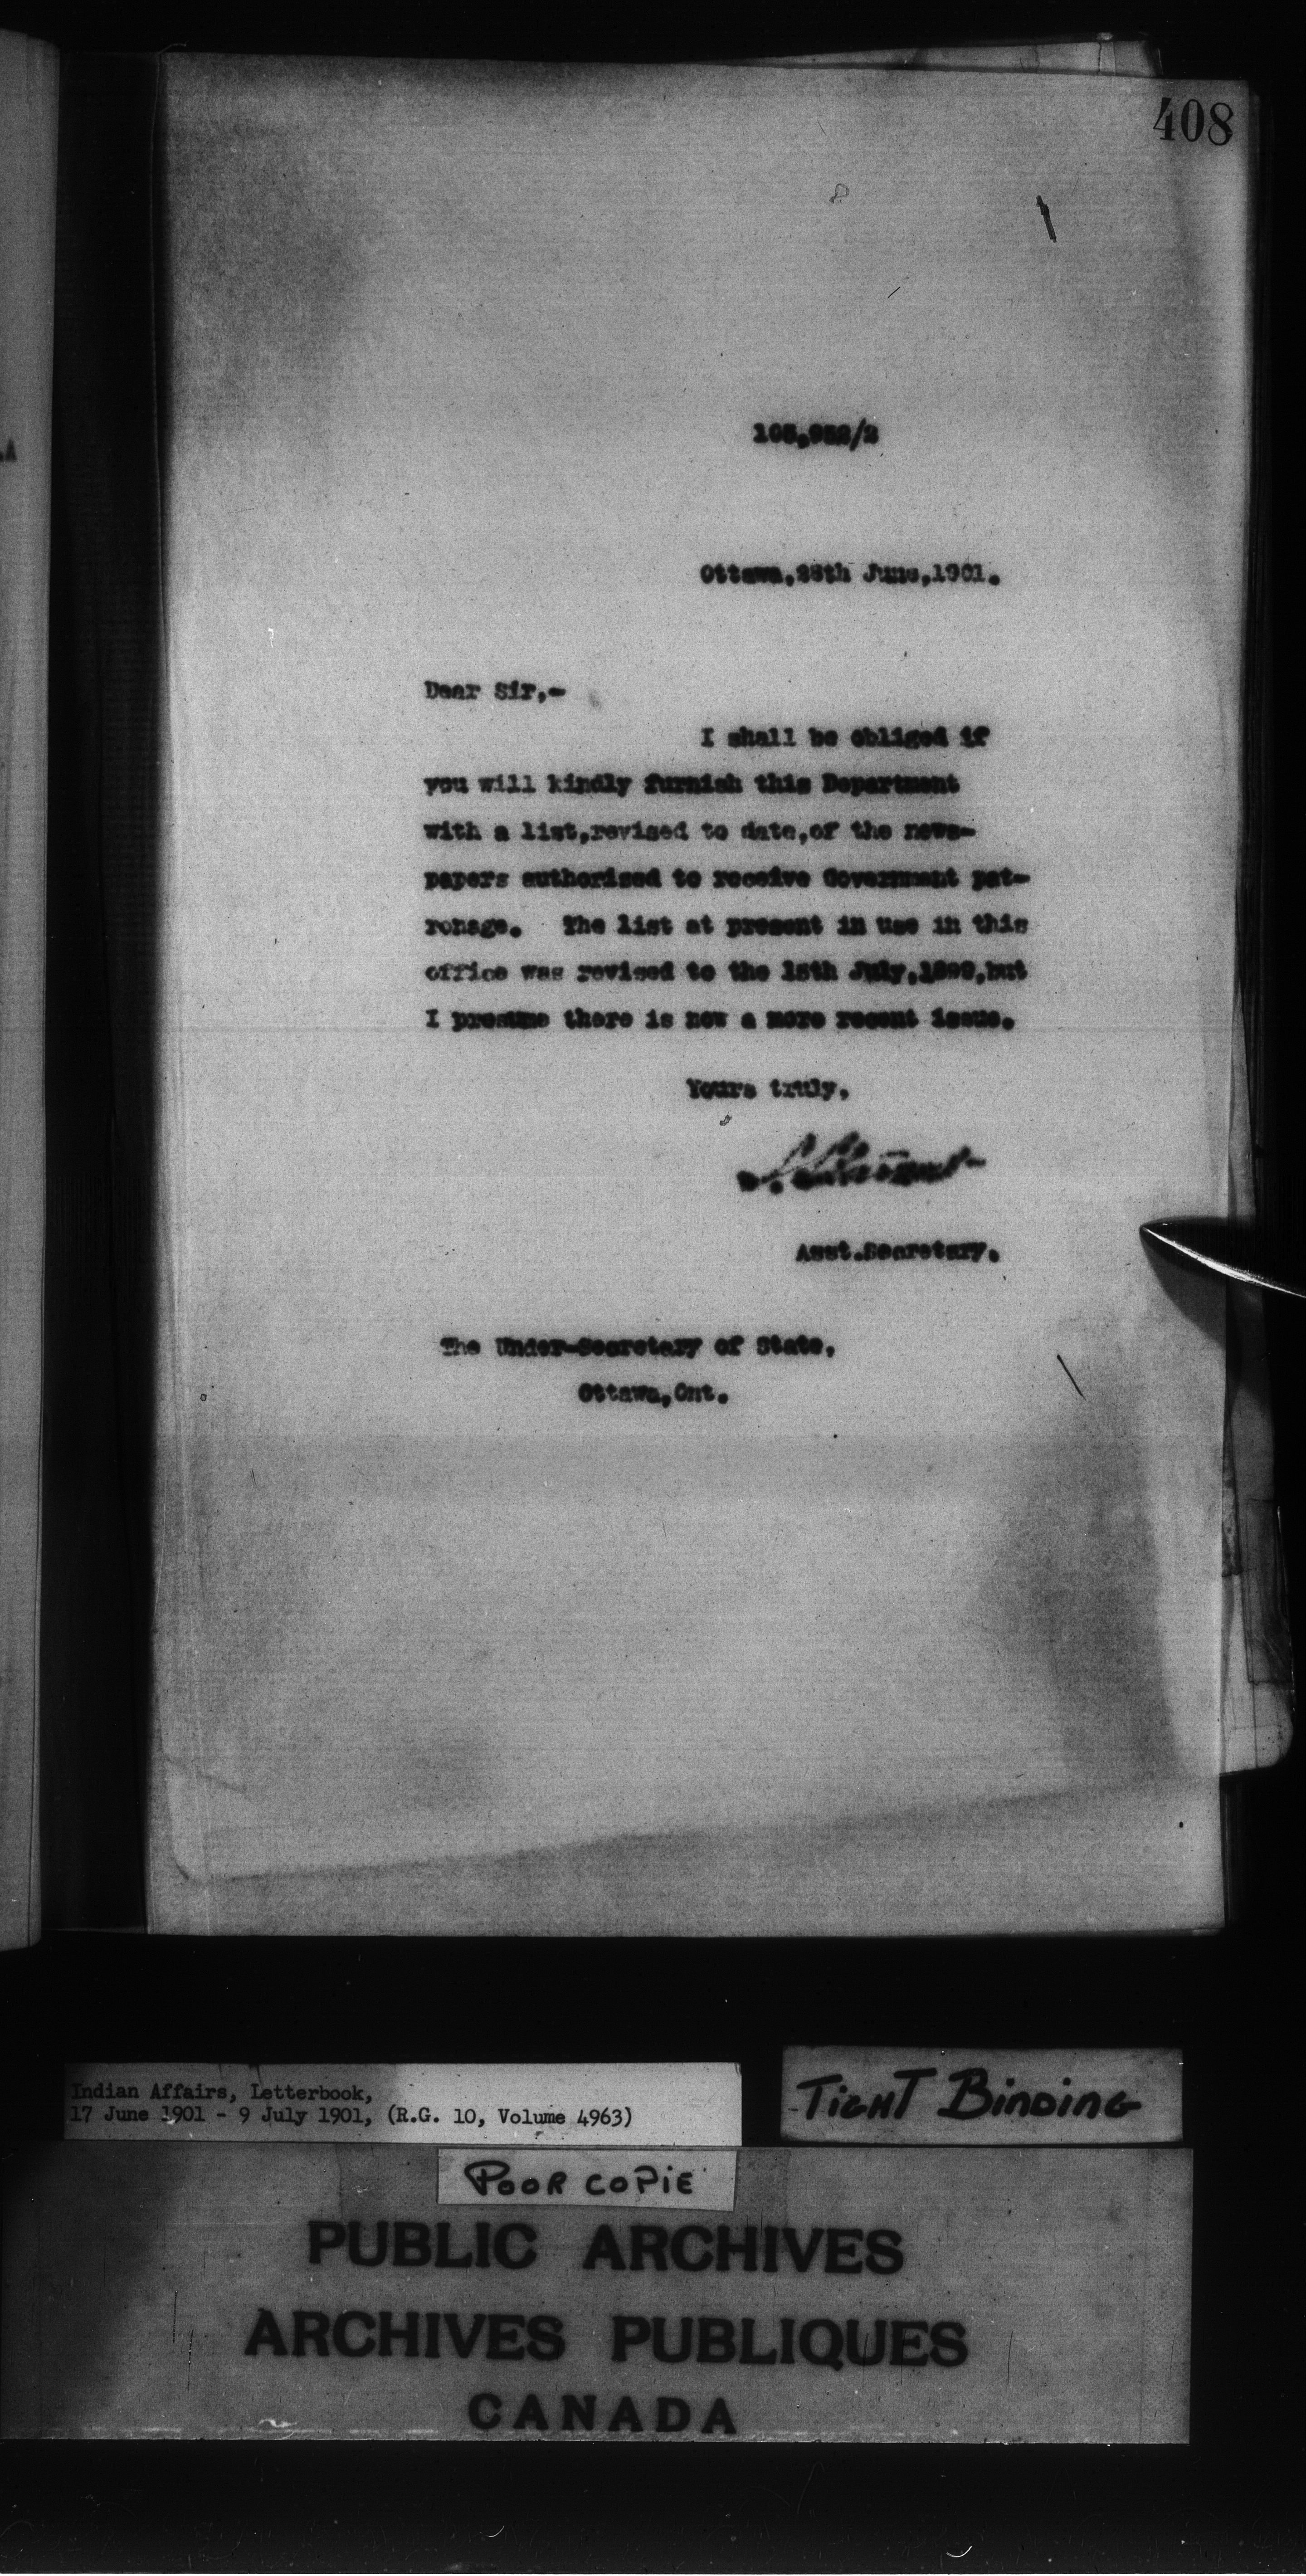 408
Ottawa, 28th June, 1901.
Dear Sir,-
I shall be obliged if
you will kindly furnish this Department
with a list, revised to date, of the news-
papers authorised to receive Government pat-
ronage. The list at present in use in this
office was revised to the 15th July, 1899, but
I presume there is now a more recent issue.
Yours truly,
Asst. Secretary.
The Under-Secretary of State,
Ottawa, Ont.
Indian Affairs, Letterbook,
17 June 1901 - 9 July 1901, (R.G. 10, Volume 4963)
TIGHT BINDING
POOR COPIE
PUBLIC ARCHIVES
ARCHIVES PUBLIQUES
CANADA